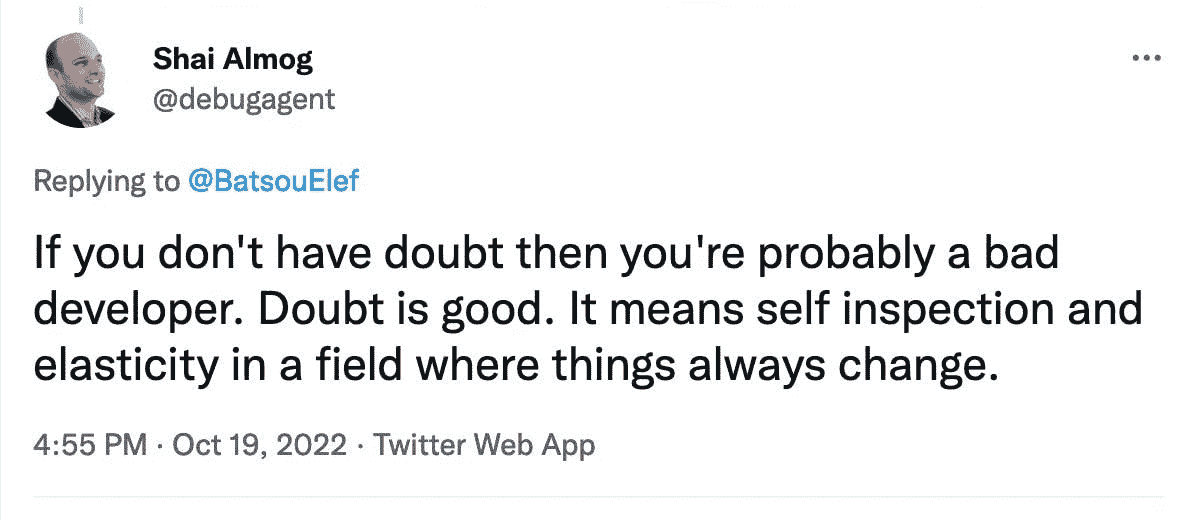 Shai Almog
@debugagent
Replying to @BatsouElef
If you don't have doubt then you're probably a bad
developer. Doubt is good. It means self inspection and
elasticity in a field where things always change.
4:55 PM · Oct 19, 2022 · Twitter Web App